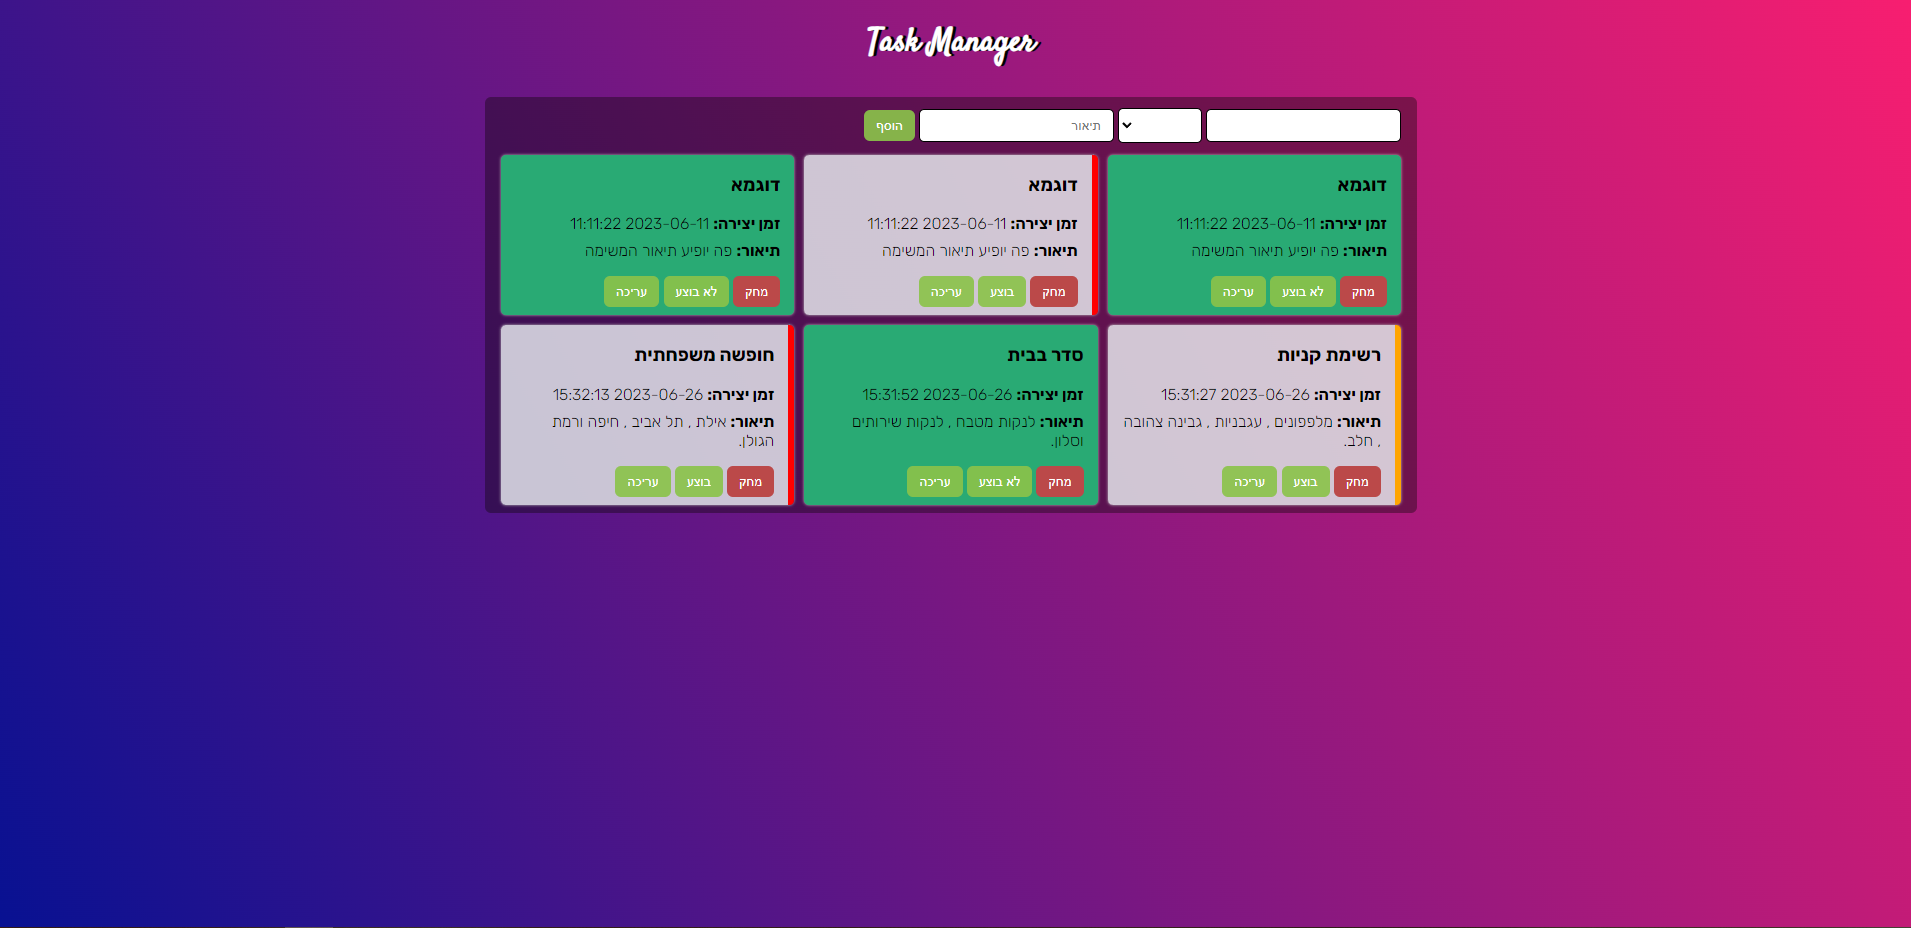 Task Manager
תיאור
הוסף
דוגמא
זמן יצירה: 2023-06-11 11:11:22
תיאור: פה יופיע תיאור המשימה
מחק
לא בוצע
עריכה
דוגמא
זמן יצירה: 2023-06-11 11:11:22
תיאור: פה יופיע תיאור המשימה
מחק
בוצע
עריכה
דוגמא
זמן יצירה: 2023-06-11 11:11:22
תיאור: פה יופיע תיאור המשימה
מחק
לא בוצע
עריכה
רשימת קניות
זמן יצירה: 2023-06-26 15:31:27
תיאור: מלפפונים , עגבניות , גבינה צהובה
, חלב.
מחק
בוצע
עריכה
סדר בבית
זמן יצירה: 2023-06-26 15:31:52
תיאור: לנקות מטבח , לנקות שירותים
וסלון.
מחק
לא בוצע
עריכה
חופשה משפחתית
זמן יצירה: 2023-06-26 15:32:13
תיאור: אילת , תל אביב , חיפה ורמת
הגולן.
מחק
בוצע
עריכה